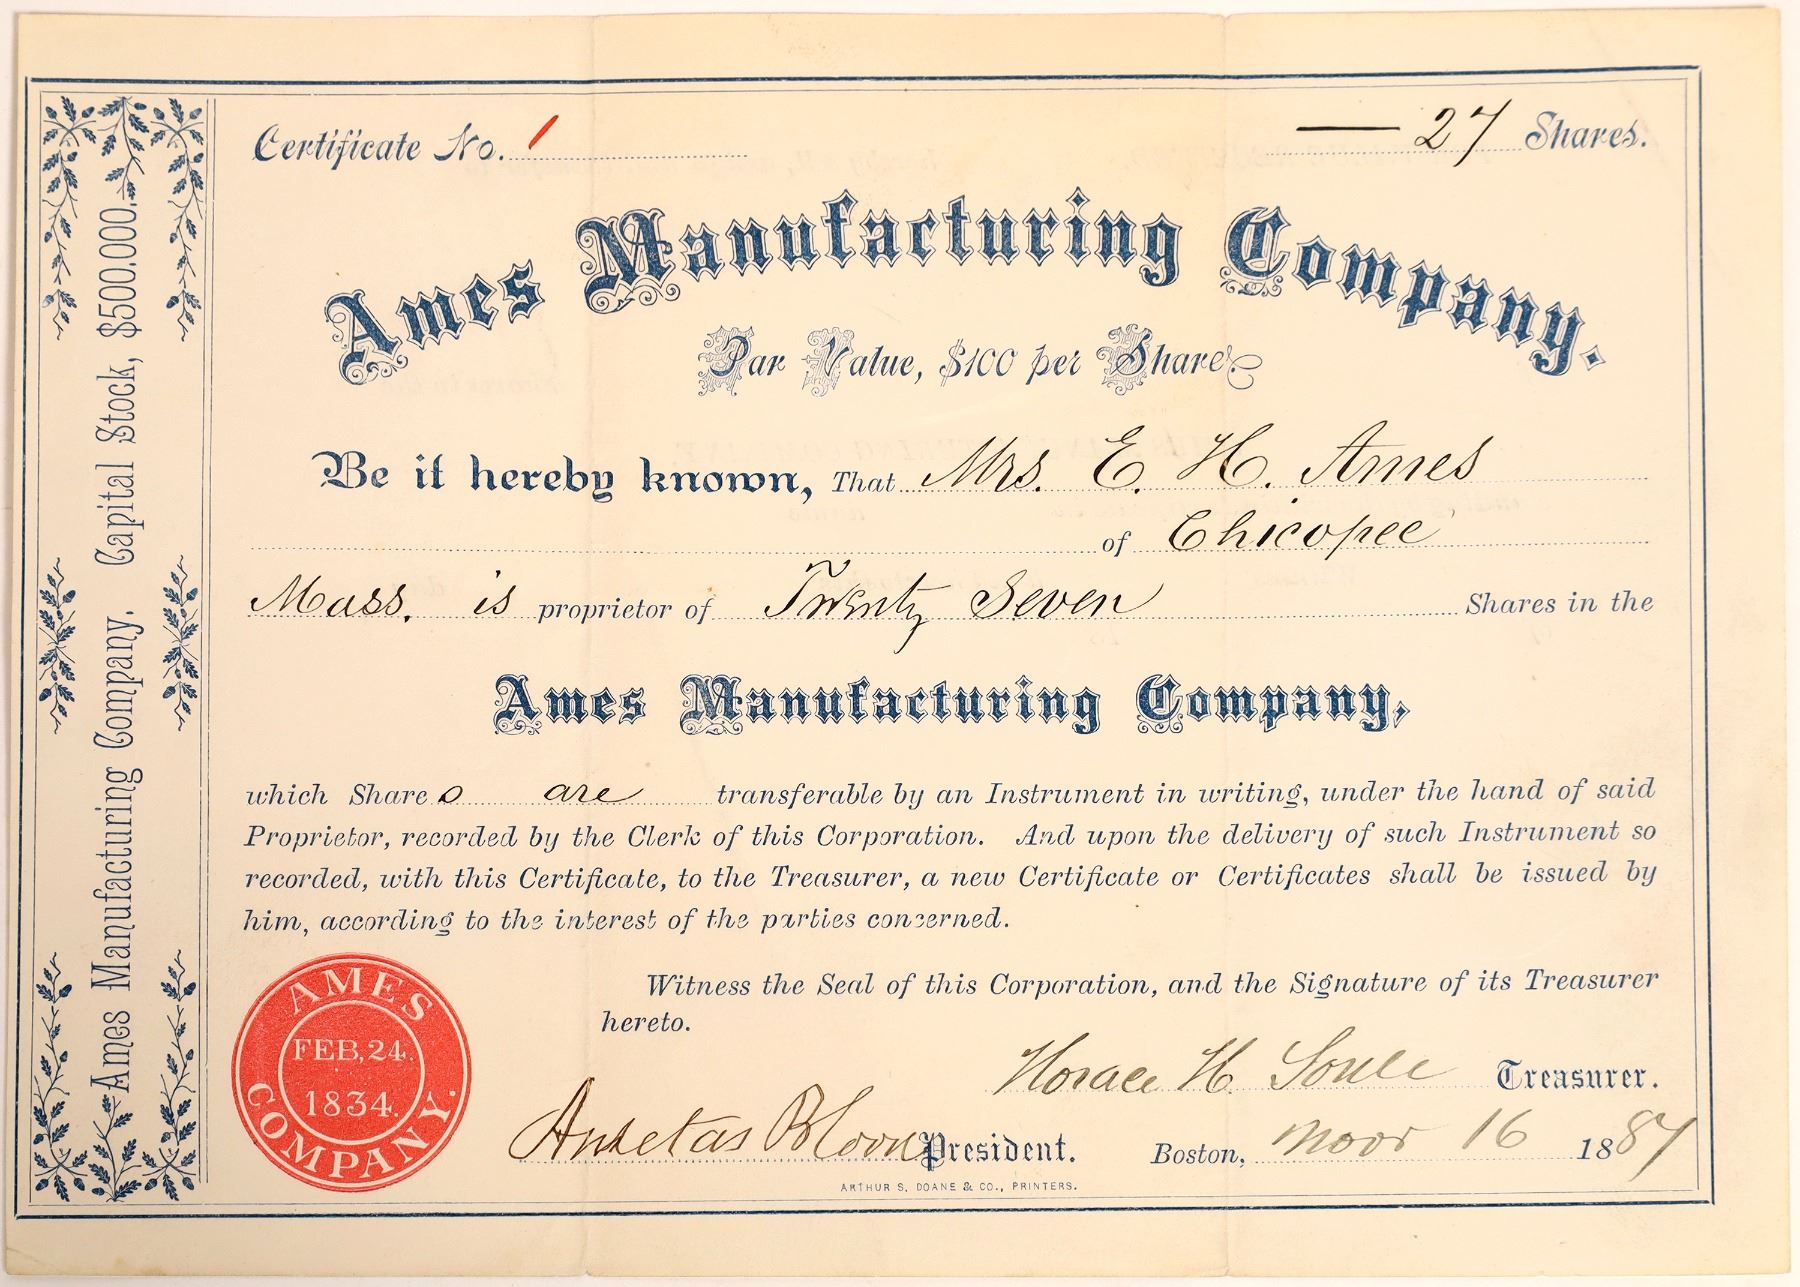 Certificate No. 1
27 Shares.
Ames Manufacturing Company.
Par Value, $100 per Share.
Be it hereby known, That Mrs. E. H. Ames
of Chicopee
Mass. is proprietor of Twenty Seven Shares in the
Ames Manufacturing Company,
which Shares are transferable by an Instrument in writing, under the hand of said
Proprietor, recorded by the Clerk of this Corporation. And upon the delivery of such Instrument so
recorded, with this Certificate, to the Treasurer, a new Certificate or Certificates shall be issued by
him, according to the interest of the parties concerned.
Witness the Seal of this Corporation, and the Signature of its Treasurer
hereto.
Horace H. Soule Treasurer.
President.
Boston, 16 1887
ARTHUR S. DOANE & CO., PRINTERS.
AMES
FEB, 24.
1834.
COMPANY.
Ames Manufacturing Company. Capital Stock, $500.000.